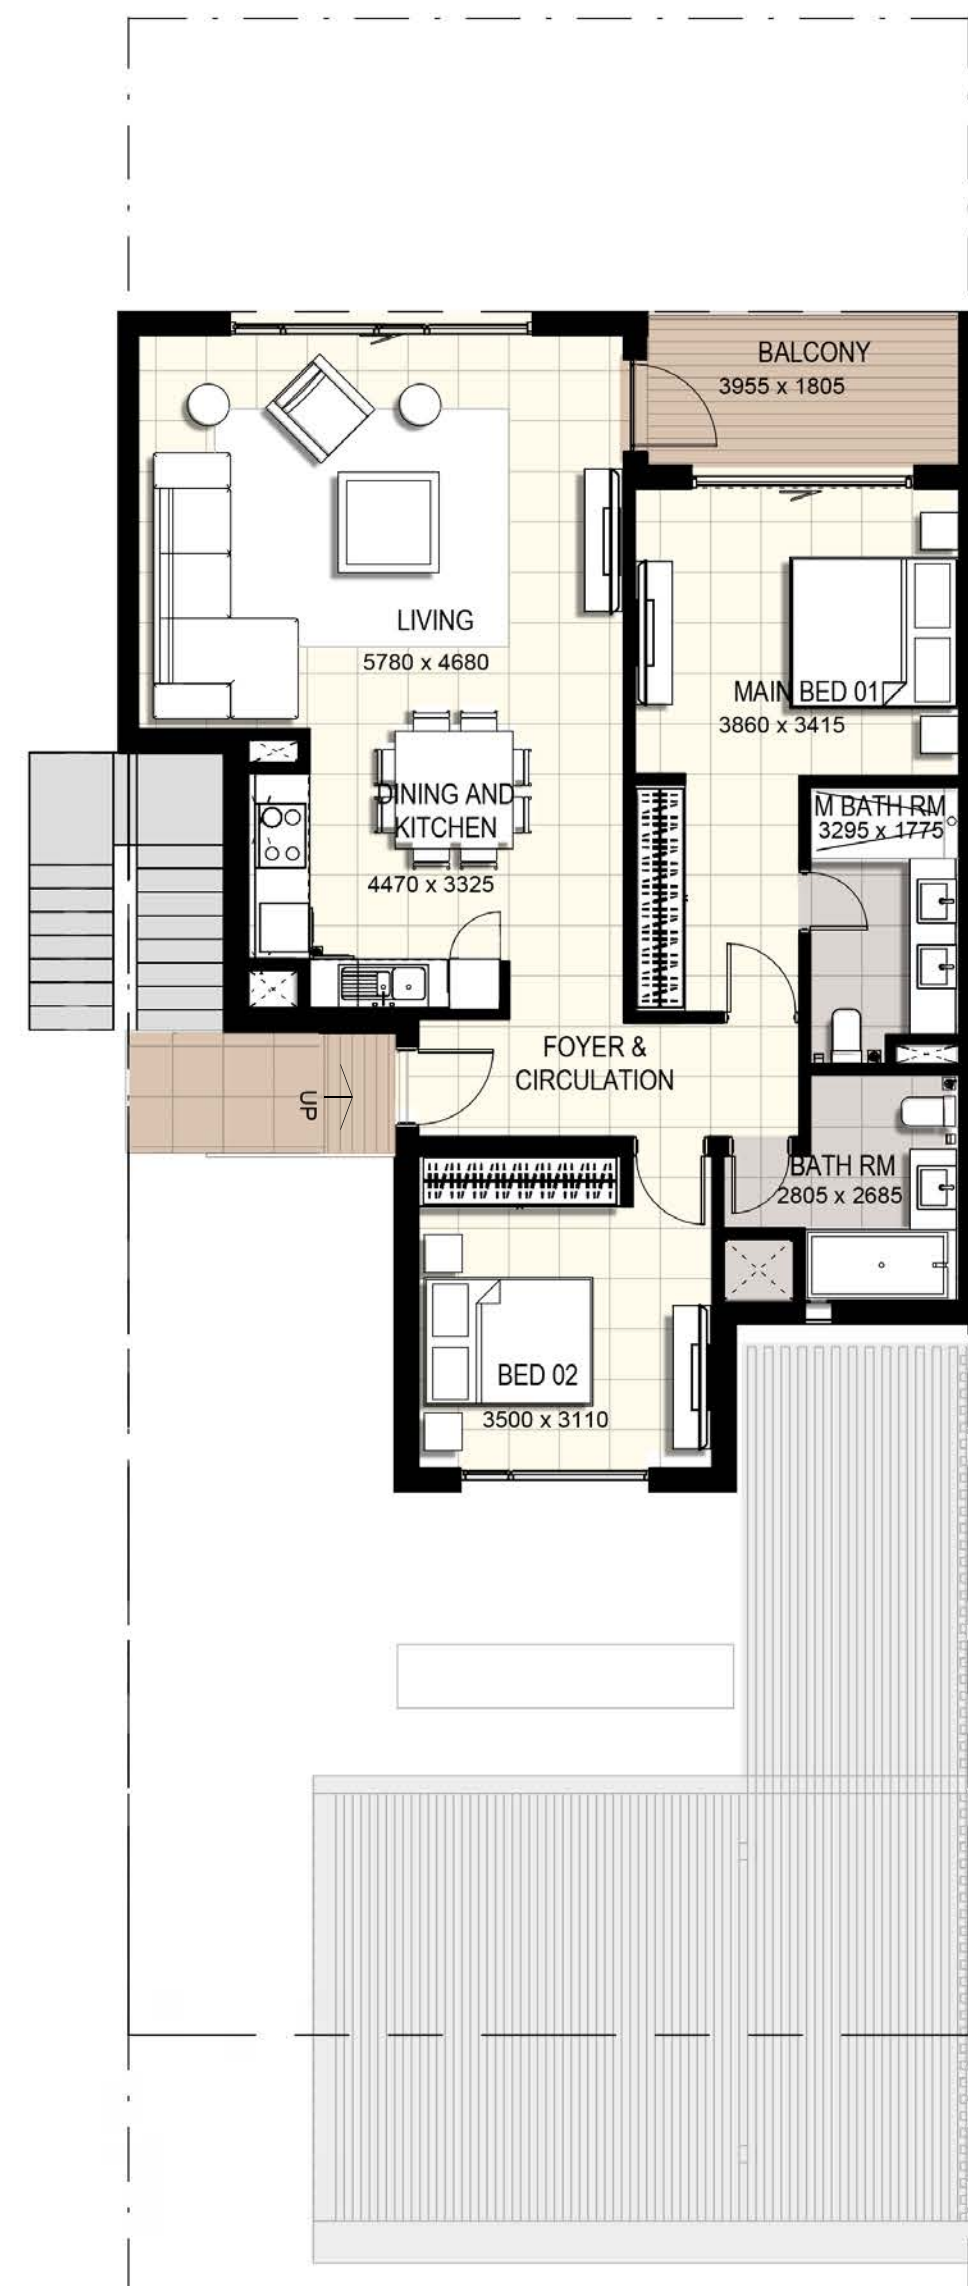 BALCONY
3955 x 1805
LIVING
5780 x 4680
MAIN BED 01
3860 x 3415
DINING AND
KITCHEN
4470 x 3325
M BATH RM
3295 x 1775
FOYER &
CIRCULATION
UP
BATH RM
2805 x 2685
BED 02
3500 x 3110